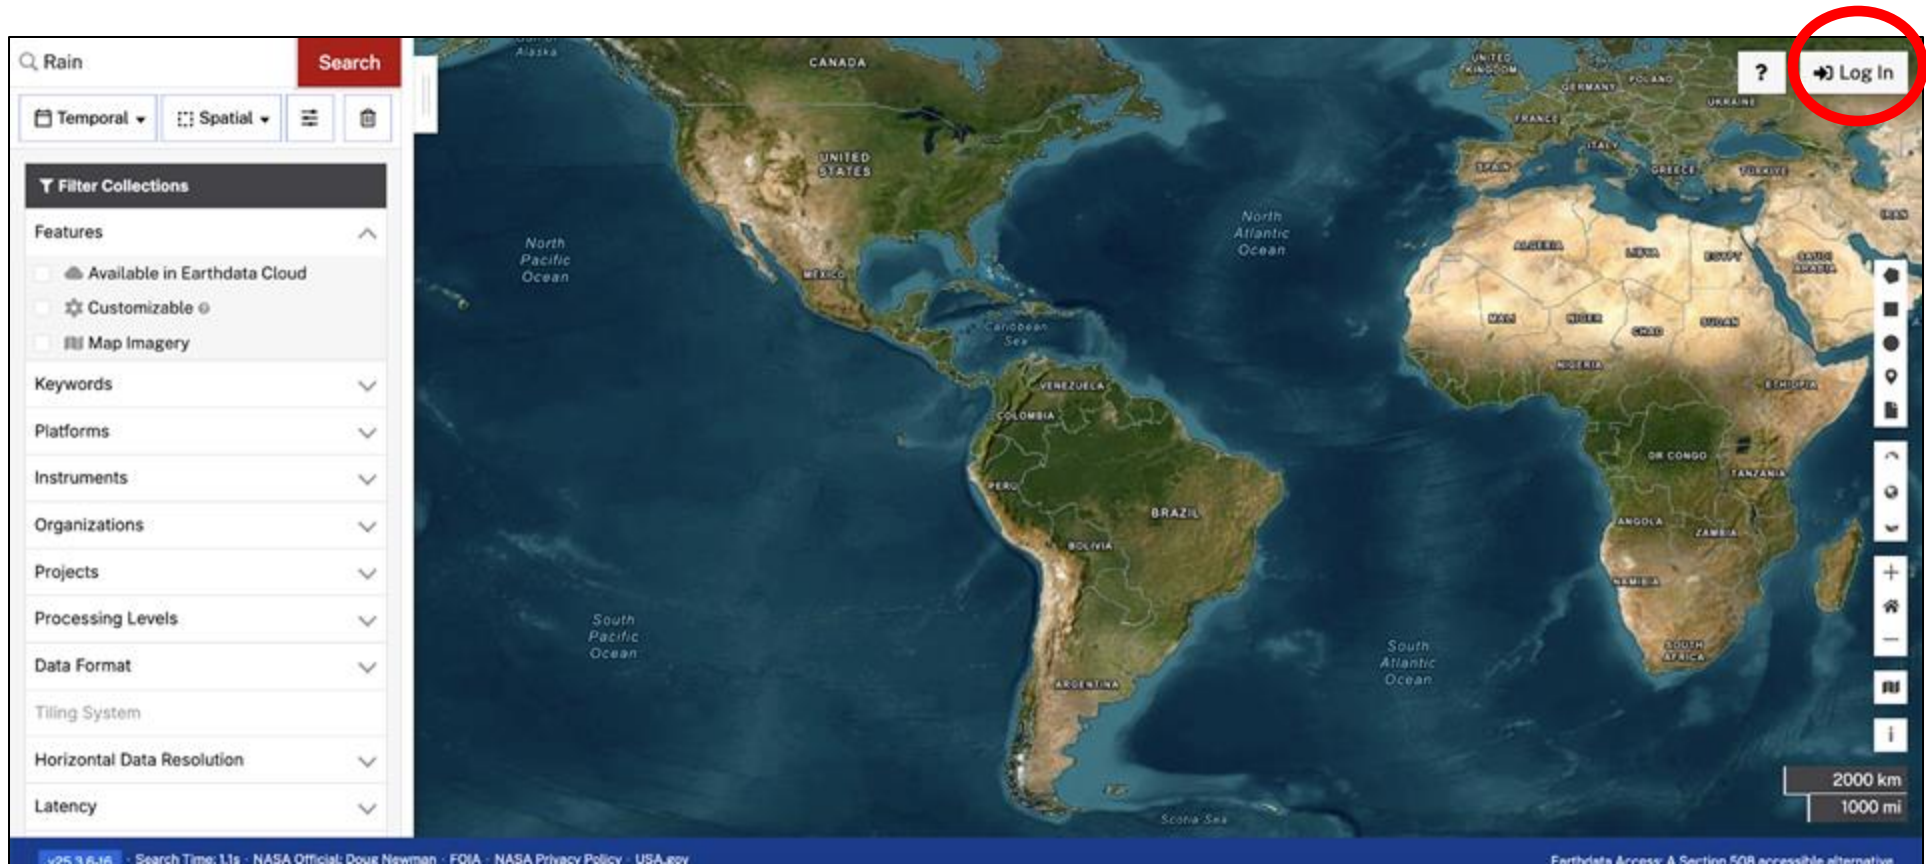 Rain
Search
? Log In
Temporal
Spatial
Filter Collections
Features
Available in Earthdata Cloud
Customizable
Map Imagery
Keywords
Platforms
Instruments
Organizations
Projects
Processing Levels
Data Format
Tiling System
Horizontal Data Resolution
Latency
Alaska
CANADA
UNITED
STATES
MEXICO
North
Pacific
Ocean
North
Atlantic
Ocean
Caribbean
Sea
VENEZUELA
COLOMBIA
PERU
BRAZIL
BOLIVIA
ARGENTINA
South
Pacific
Ocean
South
Atlantic
Ocean
Scotia Sea
UNITED
KINGDOM
GERMANY
POLAND
UKRAINE
FRANCE
ITALY
SPAIN
GREECE
TÜRKIYE
IRAN
ALGERIA
LIBYA
EGYPT
SAUDI
ARABIA
MALI
NIGER
CHAD
SUDAN
NIGERIA
ETHIOPIA
DR CONGO
TANZANIA
ANGOLA
ZAMBIA
NAMIBIA
SOUTH
AFRICA
2000 km
1000 mi
v25.3.6-16 · Search Time: 1.1s · NASA Official: Doug Newman · FOIA · NASA Privacy Policy · USA.gov
Earthdata Access: A Section 508 accessible alternative